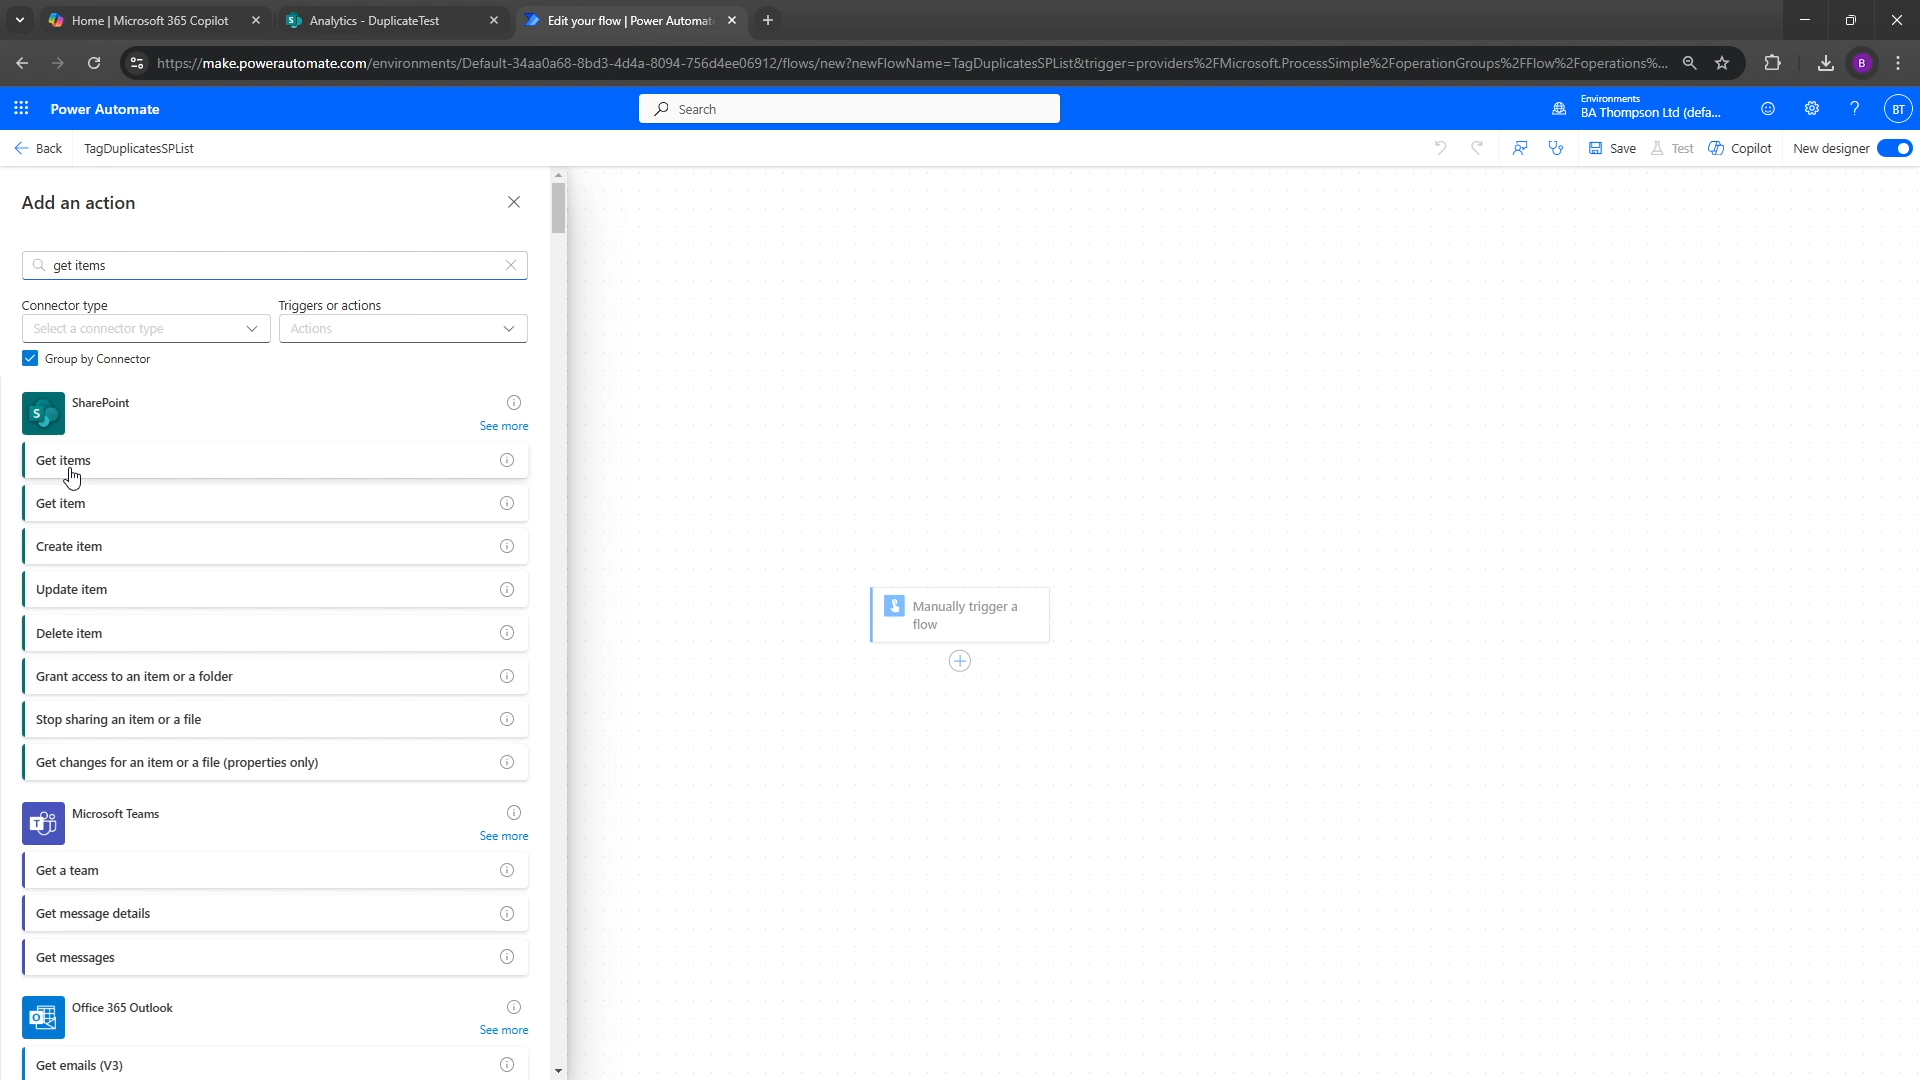 Home | Microsoft 365 Copilot
Analytics - DuplicateTest
Edit your flow | Power Automat
https://make.powerautomate.com/environments/Default-34aa0a68-8bd3-4d4a-8094-756d4ee06912/flows/new?newFlowName=TagDuplicatesSPList&trigger=providers%2FMicrosoft.ProcessSimple%2FoperationGroups%2FFlow%2Foperations%...
B
Power Automate
Search
Environments
BA Thompson Ltd (defa...
BT
Back
TagDuplicatesSPList
Save
Test
Copilot
New designer
Add an action
get items
Connector type
Triggers or actions
Select a connector type
Actions
Group by Connector
S
SharePoint
See more
Get items
Get item
Create item
Update item
Delete item
Grant access to an item or a folder
Stop sharing an item or a file
Get changes for an item or a file (properties only)
T
Microsoft Teams
See more
Get a team
Get message details
Get messages
Office 365 Outlook
See more
Get emails (V3)
Manually trigger a
flow